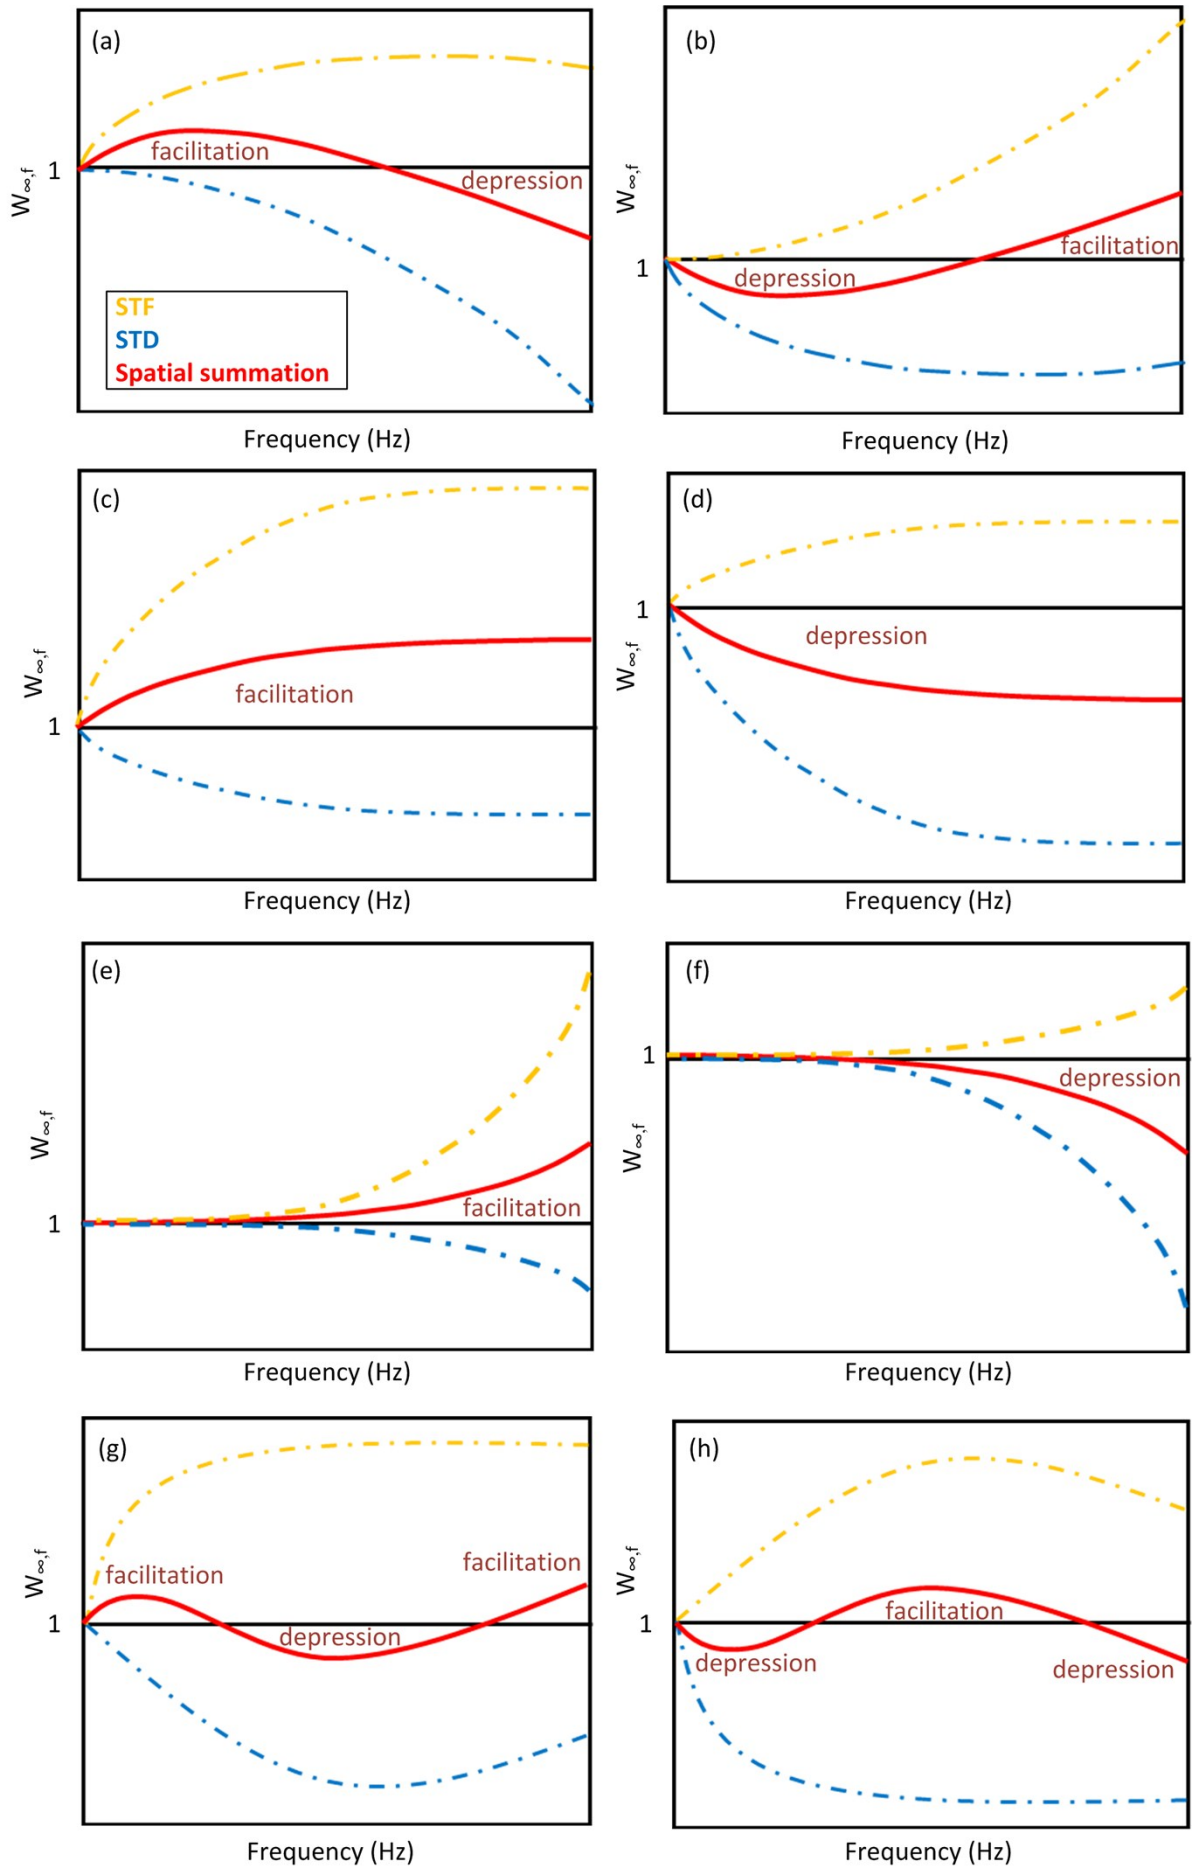 (a)
W∞,f
1
facilitation
depression
STF
STD
Spatial summation
Frequency (Hz)
(b)
W∞,f
1
depression
facilitation
Frequency (Hz)
(c)
W∞,f
1
facilitation
Frequency (Hz)
(d)
1
W∞,f
depression
Frequency (Hz)
(e)
W∞,f
1
facilitation
Frequency (Hz)
(f)
1
W∞,f
depression
Frequency (Hz)
(g)
W∞,f
1
facilitation
facilitation
depression
Frequency (Hz)
(h)
W∞,f
1
facilitation
depression
depression
Frequency (Hz)